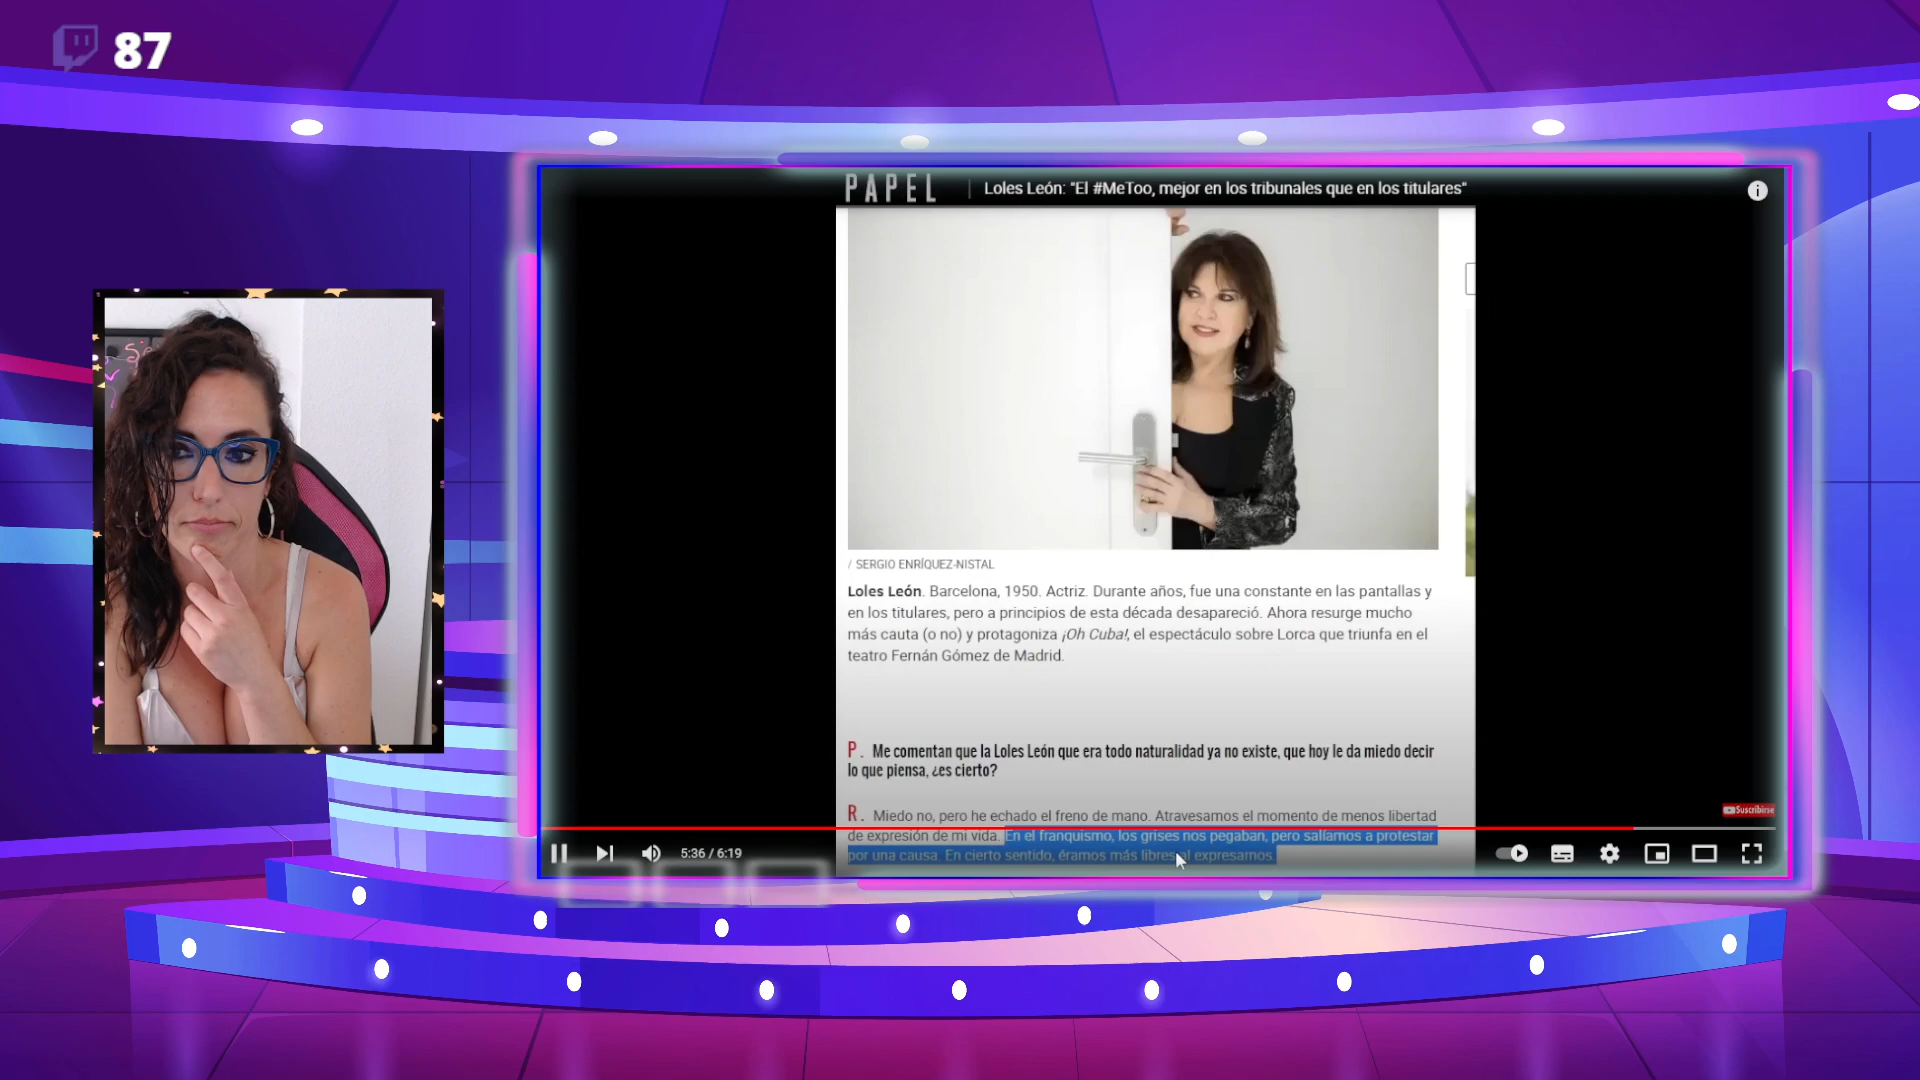 87
PAPEL
Loles León: "El #MeToo, mejor en los tribunales que en los titulares"
/ SERGIO ENRÍQUEZ-NISTAL
Loles León. Barcelona, 1950. Actriz. Durante años, fue una constante en las pantallas y
en los titulares, pero a principios de esta década desapareció. Ahora resurge mucho
más cauta (o no) y protagoniza ¡Oh Cuba!, el espectáculo sobre Lorca que triunfa en el
teatro Fernán Gómez de Madrid.
P. Me comentan que la Loles León que era todo naturalidad ya no existe, que hoy le da miedo decir
lo que piensa, ¿es cierto?
R. Miedo no, pero he echado el freno de mano. Atravesamos el momento de menos libertad
de expresión de mi vida. En el franquismo, los grises nos pegaban, pero salíamos a protestar
por una causa. En cierto sentido, éramos más libres al expresarnos.
Suscribirse
5:36 / 6:19